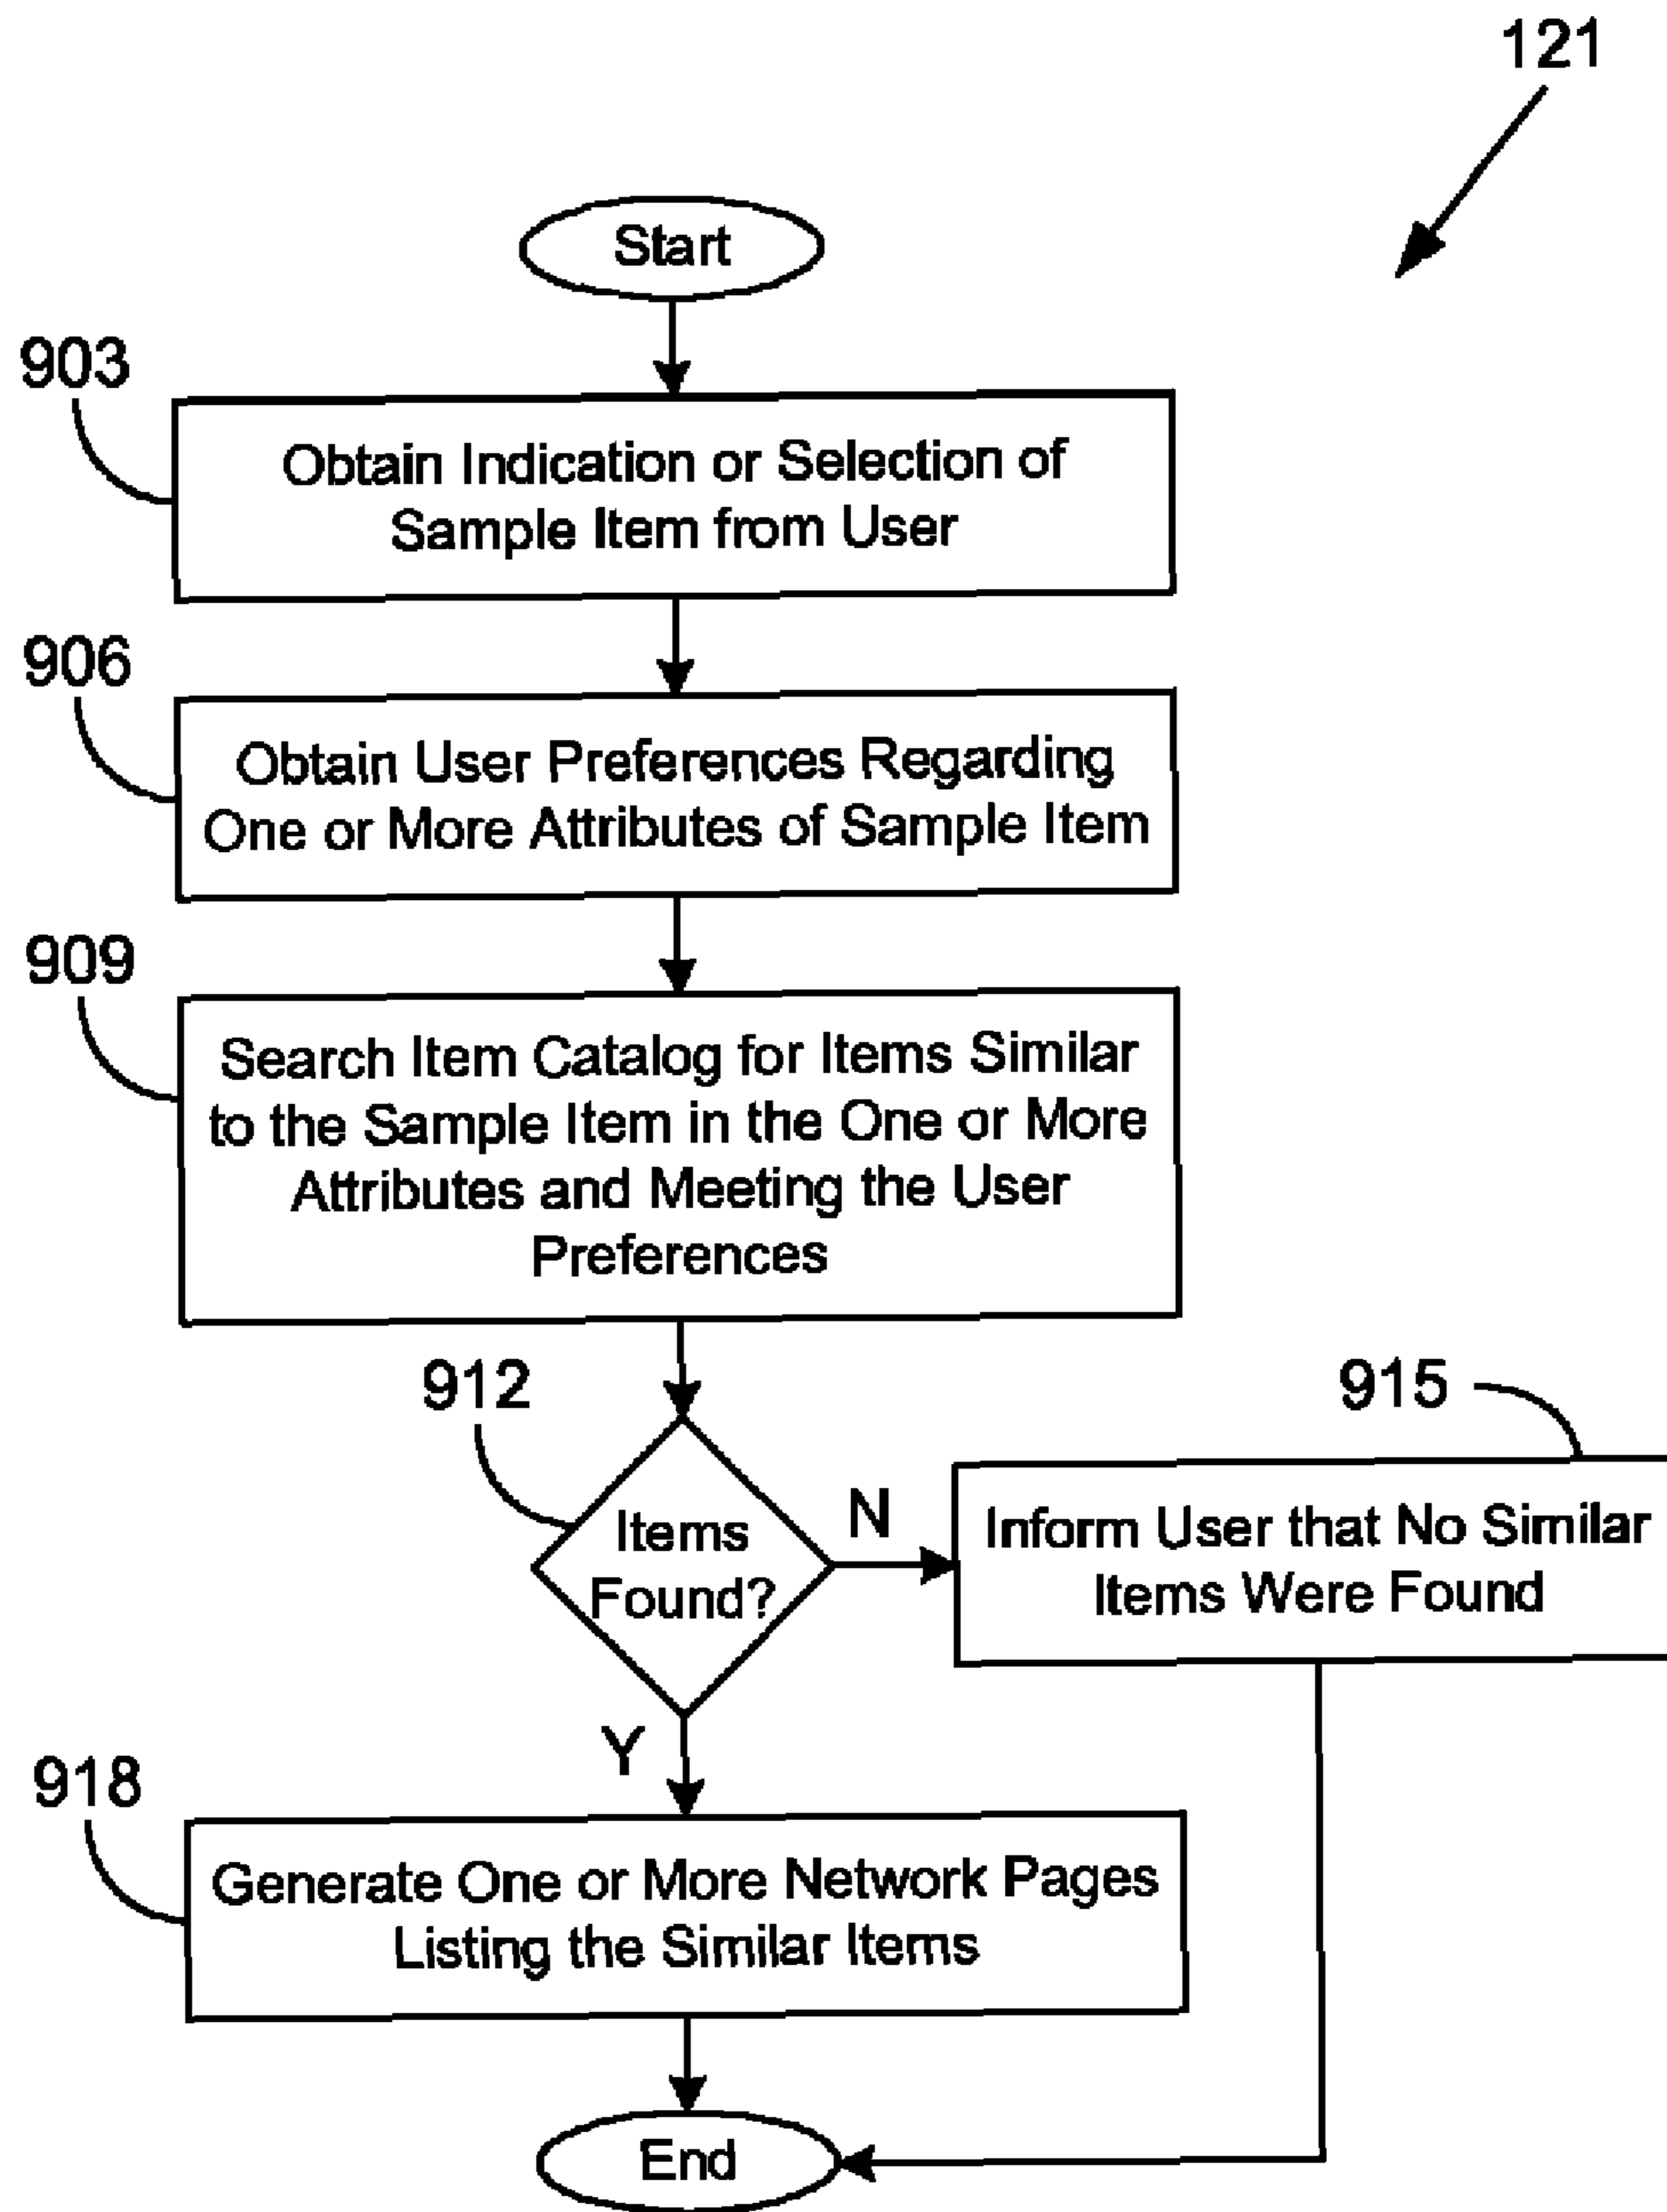 121
Start
903
Obtain Indication or Selection of
Sample Item from User
906
Obtain User Preferences Regarding
One or More Attributes of Sample Item
909
Search Item Catalog for Items Similar
to the Sample Item in the One or More
Attributes and Meeting the User
Preferences
912
Items
Found?
N
915
Inform User that No Similar
Items Were Found
Y
918
Generate One or More Network Pages
Listing the Similar Items
End